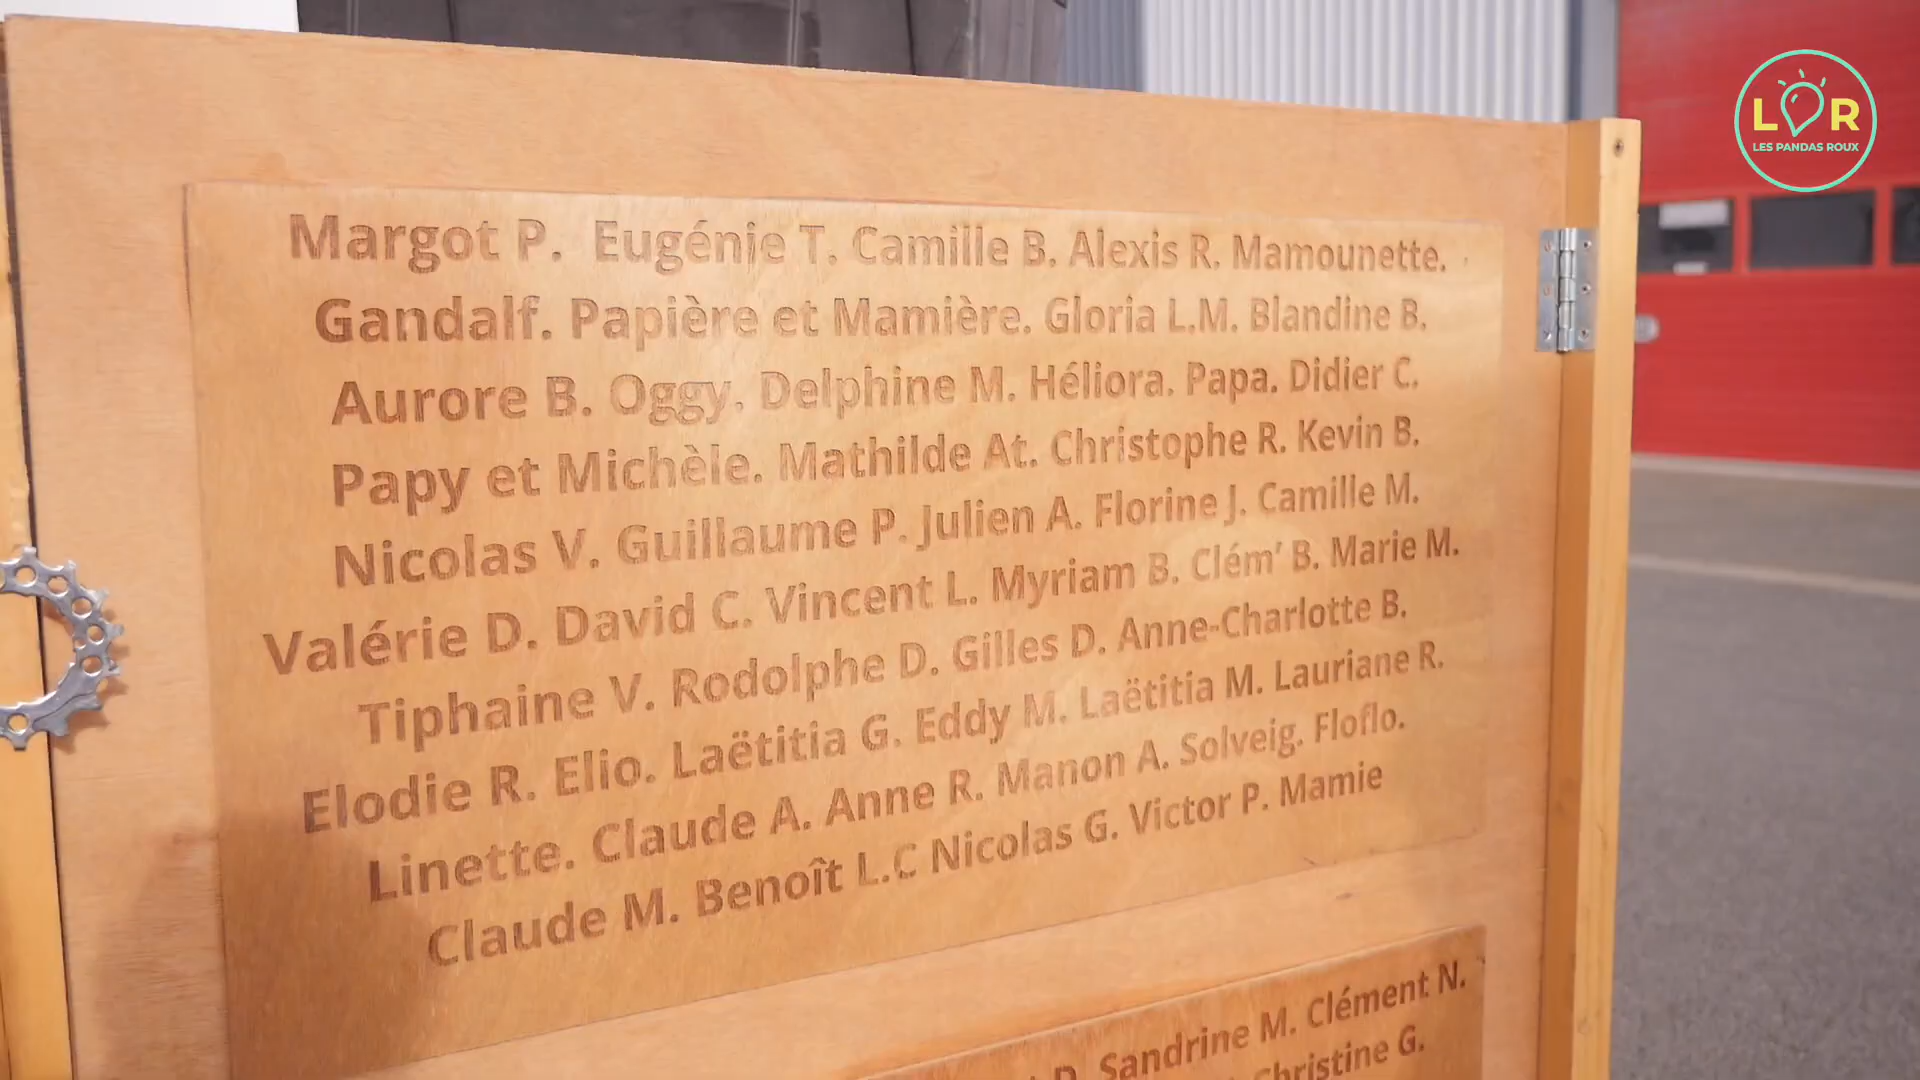 L R
LES PANDAS ROUX
Margot P. Eugénie T. Camille B. Alexis R. Mamounette.
Gandalf. Papière et Mamière. Gloria L.M. Blandine B.
Aurore B. Oggy. Delphine M. Héliora. Papa. Didier C.
Papy et Michèle. Mathilde At. Christophe R. Kevin B.
Nicolas V. Guillaume P. Julien A. Florine J. Camille M.
Valérie D. David C. Vincent L. Myriam B. Clém’ B. Marie M.
Tiphaine V. Rodolphe D. Gilles D. Anne-Charlotte B.
Elodie R. Elio. Laëtitia G. Eddy M. Laëtitia M. Lauriane R.
Linette. Claude A. Anne R. Manon A. Solveig. Floflo.
Claude M. Benoît L.C Nicolas G. Victor P. Mamie
D. Sandrine M. Clément N.
Christine G.